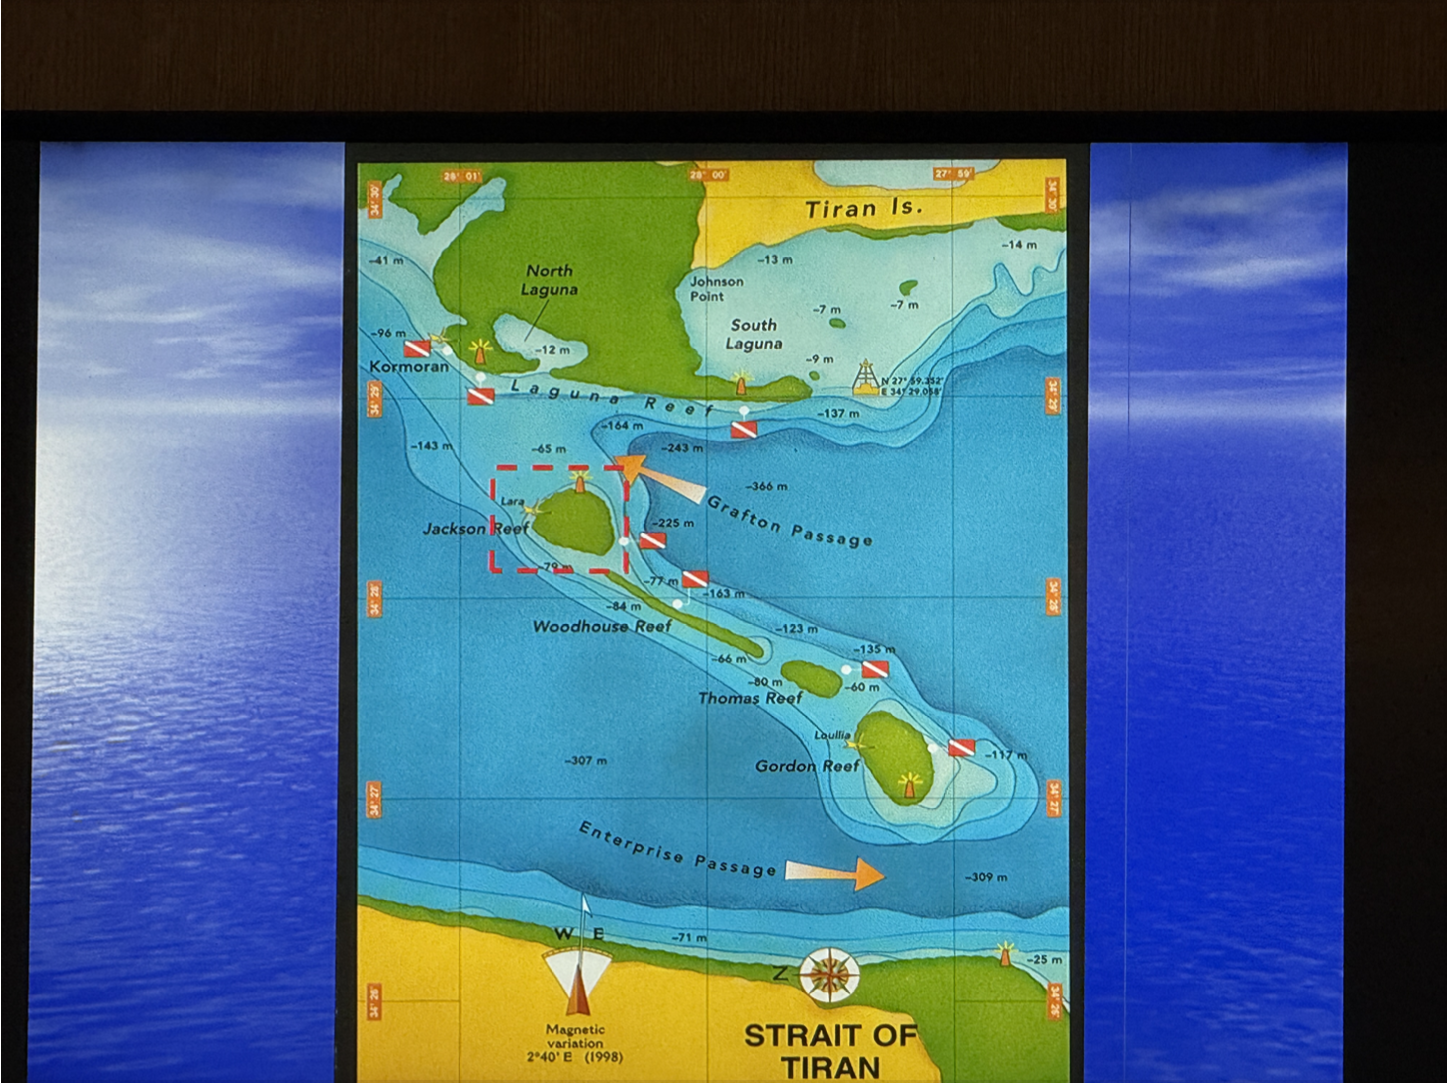 28° 01'
28° 00'
27° 59'
34° 30'
34° 30'
Tiran Is.
-14 m
-41 m
-13 m
North
Laguna
Johnson
Point
-7 m
-7 m
South
Laguna
-96 m
-12 m
-9 m
Kormoran
N 27° 59.352'
E 34° 29.058'
34° 29'
34° 29'
Laguna Reef
-137 m
-164 m
-143 m
-65 m
-243 m
-366 m
Grafton Passage
Lara
Jackson Reef
-225 m
-79 m
-77 m
-163 m
34° 28'
34° 28'
-84 m
Woodhouse Reef
-123 m
-66 m
-135 m
-80 m
-60 m
Thomas Reef
Loullia
Gordon Reef
-117 m
-307 m
34° 27'
34° 27'
Enterprise Passage
-309 m
W E
-71 m
-25 m
N
34° 26'
34° 26'
Magnetic
variation
2°40' E (1998)
STRAIT OF
TIRAN